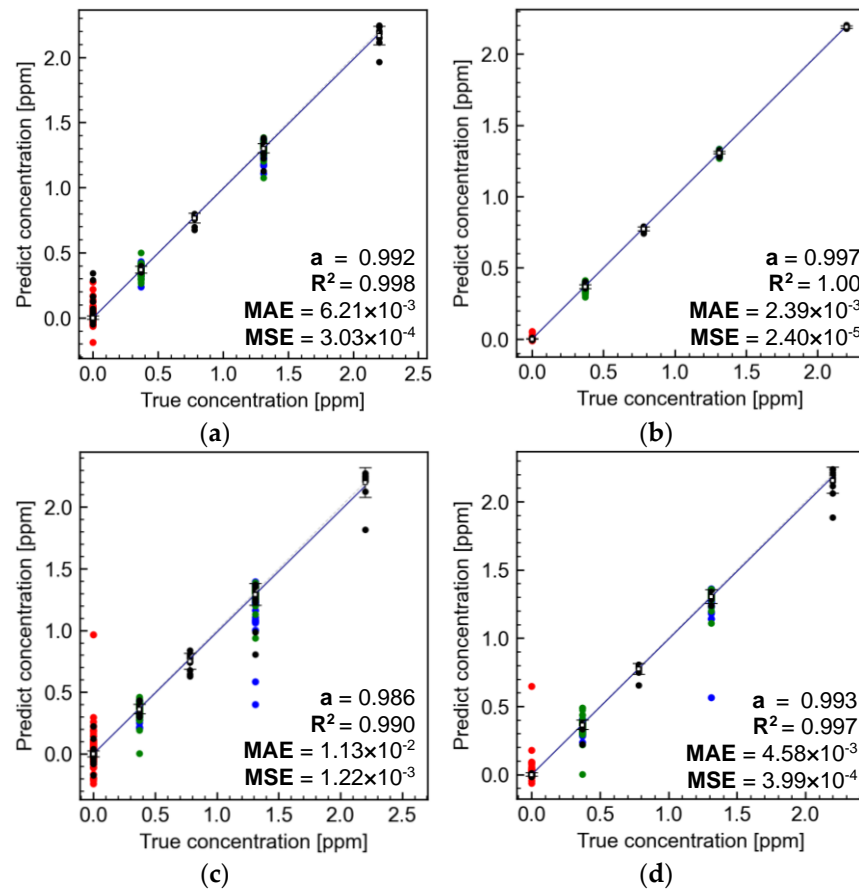 Predict concentration [ppm]
2.0
1.5
1.0
0.5
0.0
a = 0.992
R² = 0.998
MAE = 6.21×10⁻³
MSE = 3.03×10⁻⁴
0.0 0.5 1.0 1.5 2.0 2.5
True concentration [ppm]
(a)
Predict concentration [ppm]
2.0
1.5
1.0
0.5
0.0
a = 0.997
R² = 1.00
MAE = 2.39×10⁻³
MSE = 2.40×10⁻⁵
0.0 0.5 1.0 1.5 2.0
True concentration [ppm]
(b)
Predict concentration [ppm]
2.0
1.5
1.0
0.5
0.0
a = 0.986
R² = 0.990
MAE = 1.13×10⁻²
MSE = 1.22×10⁻³
0.0 0.5 1.0 1.5 2.0 2.5
True concentration [ppm]
(c)
Predict concentration [ppm]
2.0
1.5
1.0
0.5
0.0
a = 0.993
R² = 0.997
MAE = 4.58×10⁻³
MSE = 3.99×10⁻⁴
0.0 0.5 1.0 1.5 2.0
True concentration [ppm]
(d)